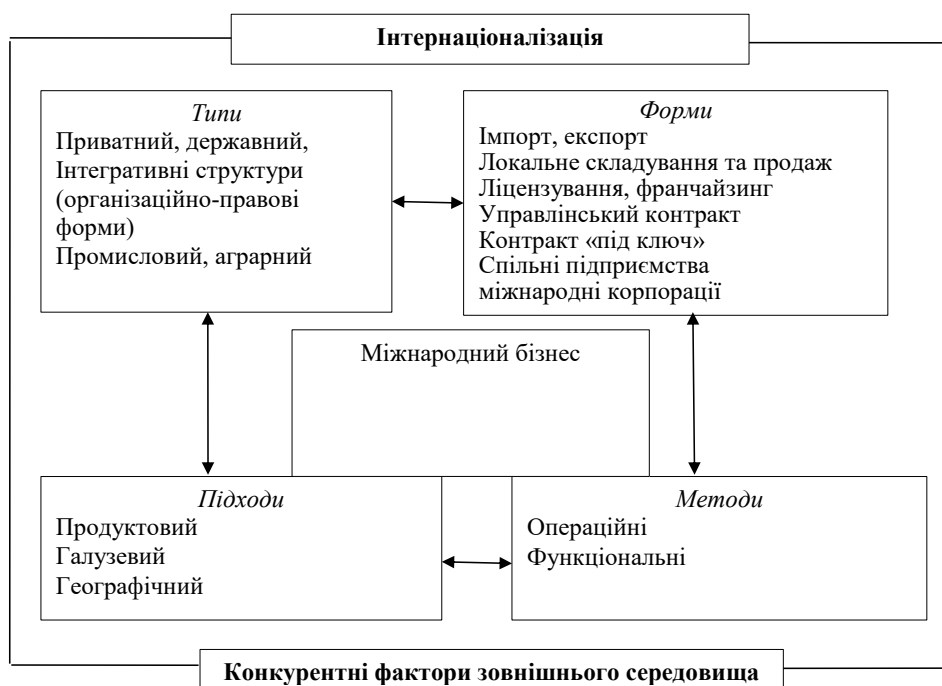 Інтернаціоналізація
Типи
Приватний, державний,
Інтегративні структури
(організаційно-правові
форми)
Промисловий, аграрний
Форми
Імпорт, експорт
Локальне складування та продаж
Ліцензування, франчайзинг
Управлінський контракт
Контракт «під ключ»
Спільні підприємства
міжнародні корпорації
Міжнародний бізнес
Підходи
Продуктовий
Галузевий
Географічний
Методи
Операційні
Функціональні
Конкурентні фактори зовнішнього середовища